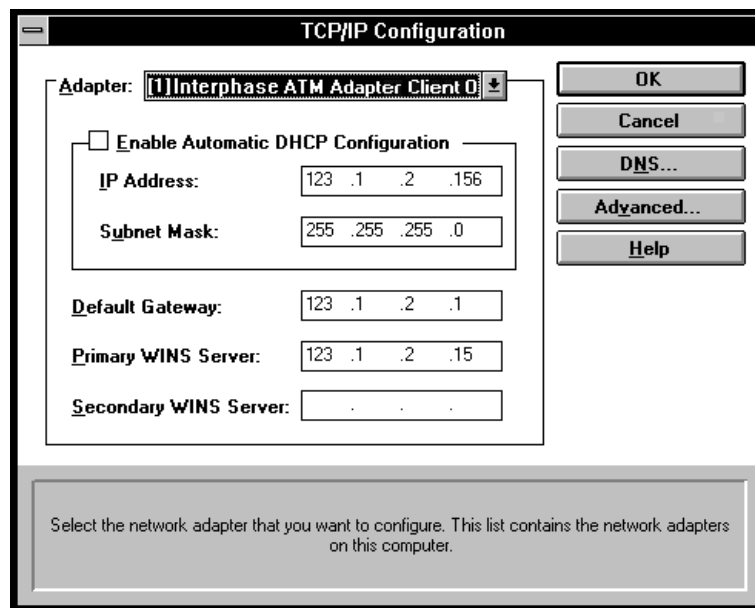 TCP/IP Configuration
Adapter: [1]Interphase ATM Adapter Client 0
Enable Automatic DHCP Configuration
IP Address: 123 .1 .2 .156
Subnet Mask: 255 .255 .255 .0
Default Gateway: 123 .1 .2 .1
Primary WINS Server: 123 .1 .2 .15
Secondary WINS Server: . . .
OK
Cancel
DNS...
Advanced...
Help
Select the network adapter that you want to configure. This list contains the network adapters
on this computer.